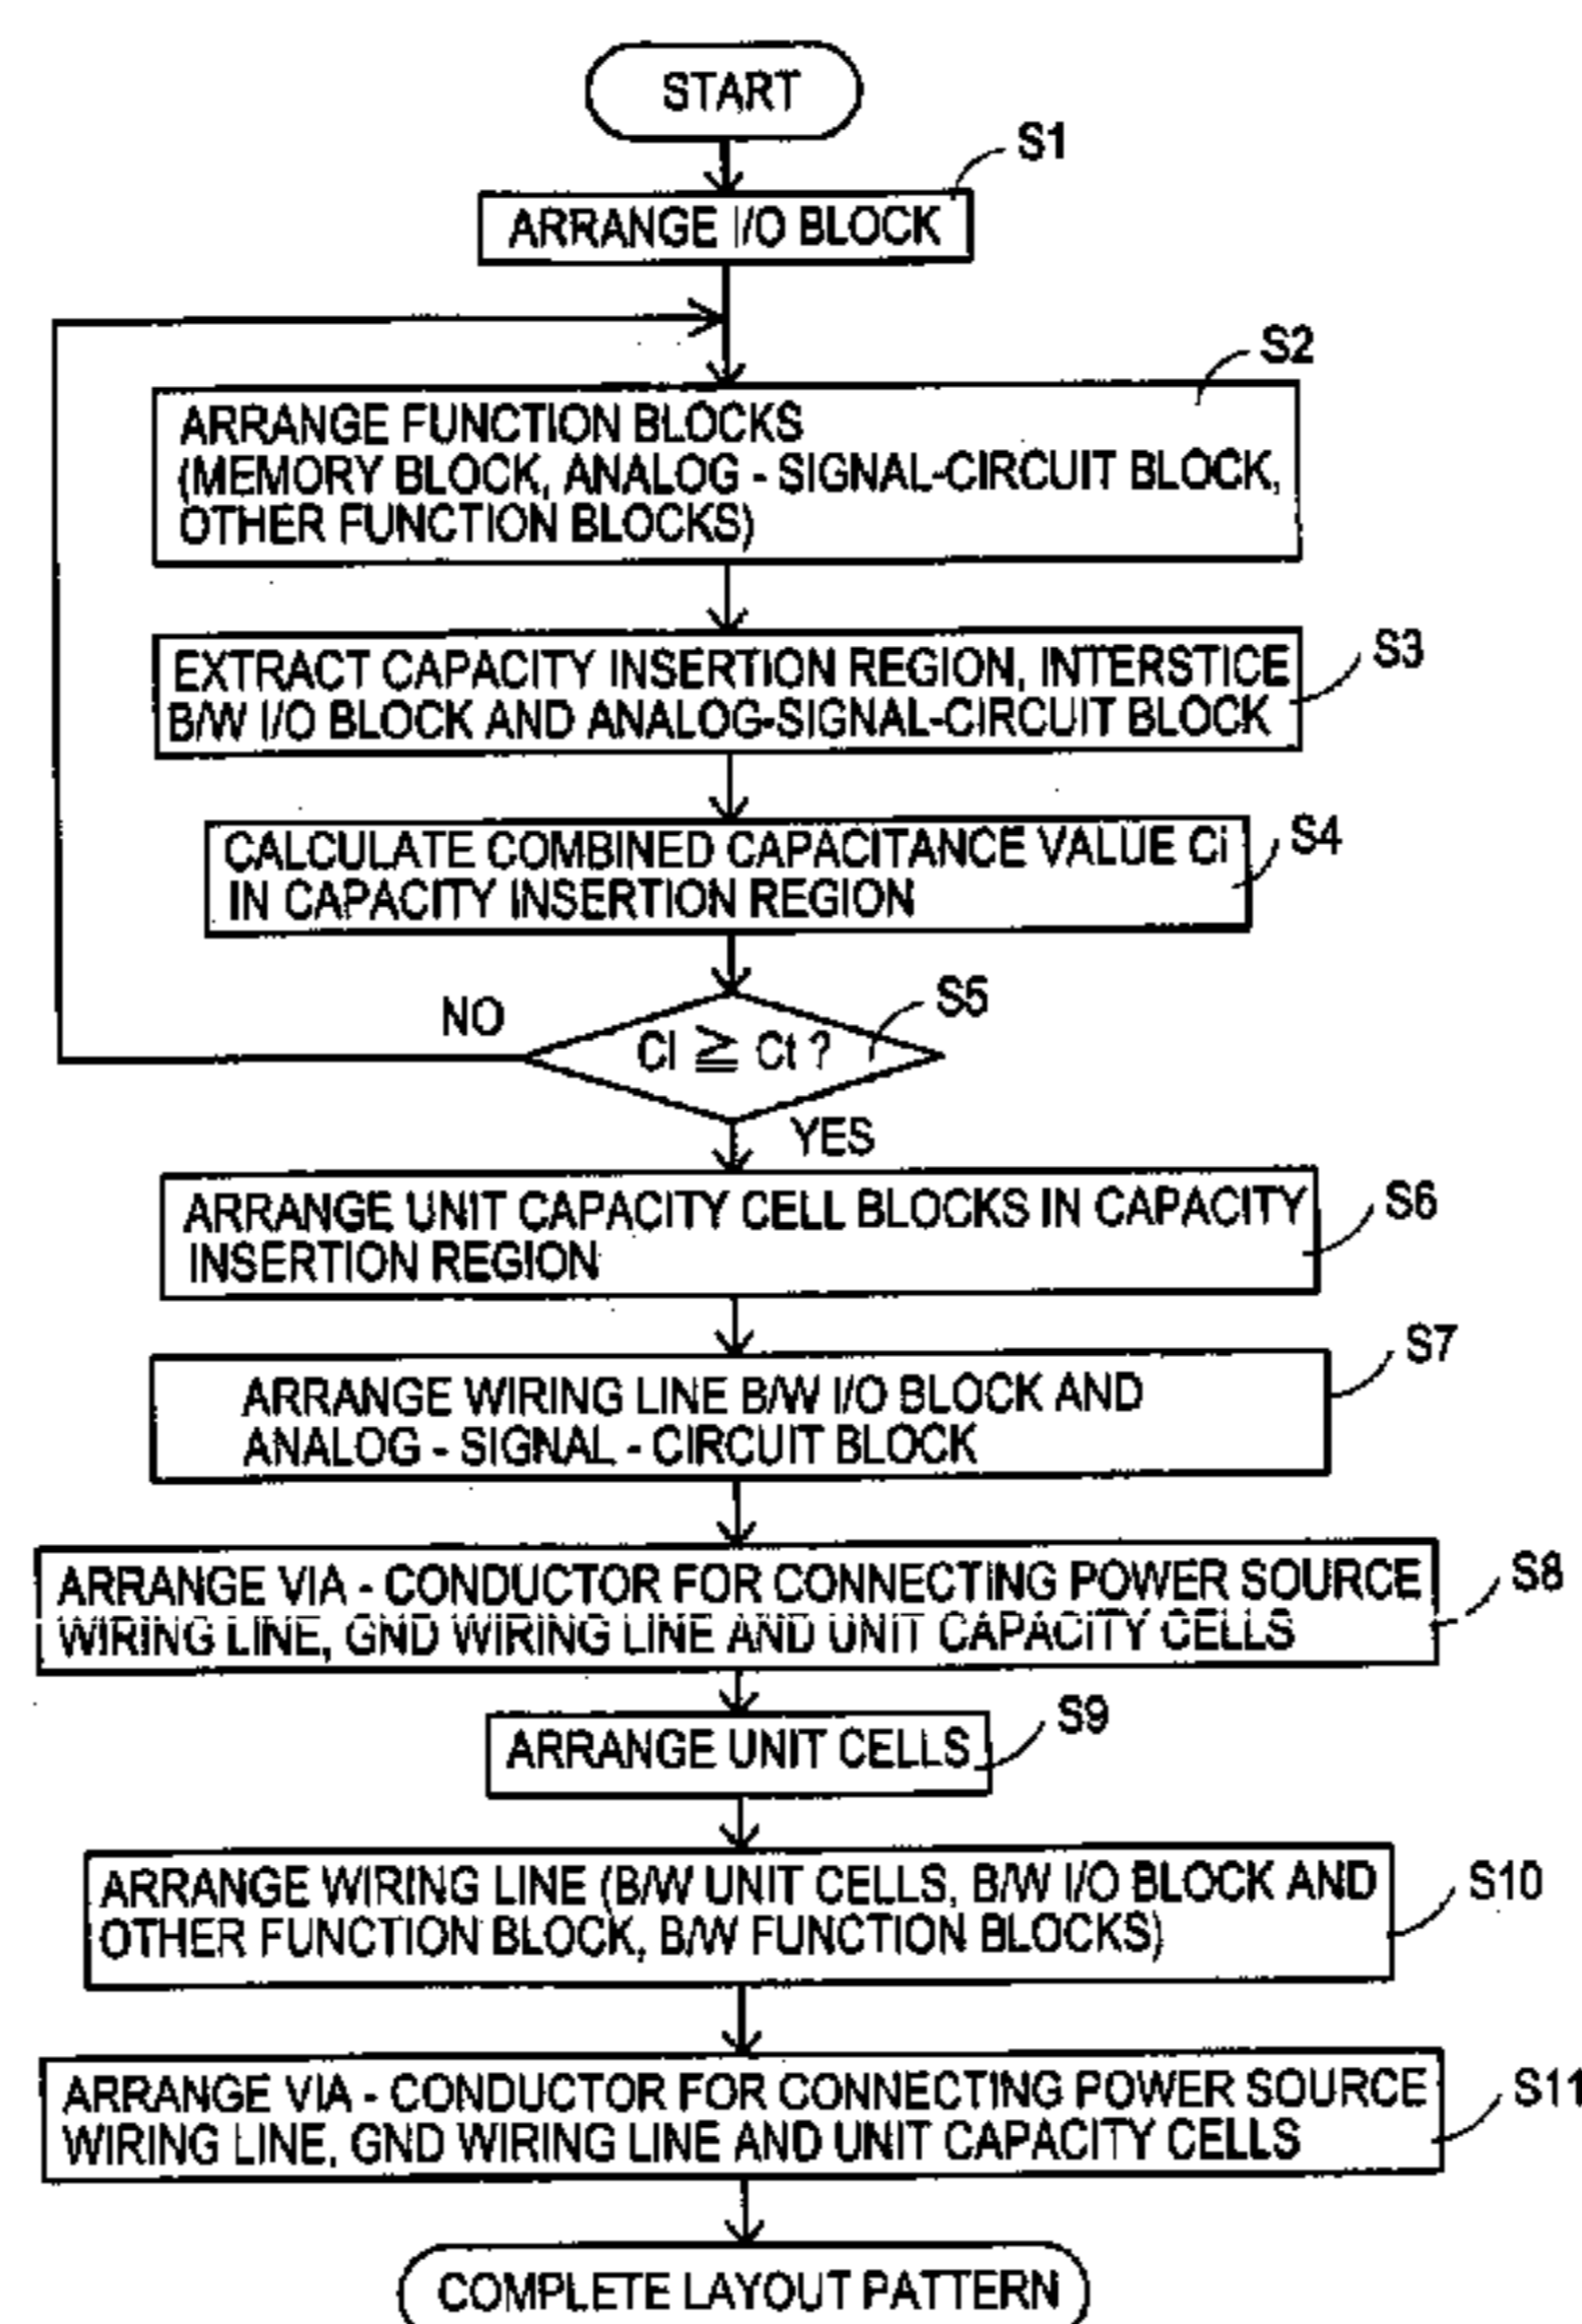 START
S1
ARRANGE I/O BLOCK
S2
ARRANGE FUNCTION BLOCKS
(MEMORY BLOCK, ANALOG - SIGNAL-CIRCUIT BLOCK,
OTHER FUNCTION BLOCKS)
S3
EXTRACT CAPACITY INSERTION REGION, INTERSTICE
B/W I/O BLOCK AND ANALOG-SIGNAL-CIRCUIT BLOCK
S4
CALCULATE COMBINED CAPACITANCE VALUE Ci
IN CAPACITY INSERTION REGION
S5
NO
Ci ≧ Ct ?
YES
S6
ARRANGE UNIT CAPACITY CELL BLOCKS IN CAPACITY
INSERTION REGION
S7
ARRANGE WIRING LINE B/W I/O BLOCK AND
ANALOG - SIGNAL - CIRCUIT BLOCK
S8
ARRANGE VIA - CONDUCTOR FOR CONNECTING POWER SOURCE
WIRING LINE, GND WIRING LINE AND UNIT CAPACITY CELLS
S9
ARRANGE UNIT CELLS
S10
ARRANGE WIRING LINE (B/W UNIT CELLS, B/W I/O BLOCK AND
OTHER FUNCTION BLOCK, B/W FUNCTION BLOCKS)
S11
ARRANGE VIA - CONDUCTOR FOR CONNECTING POWER SOURCE
WIRING LINE, GND WIRING LINE AND UNIT CAPACITY CELLS
COMPLETE LAYOUT PATTERN